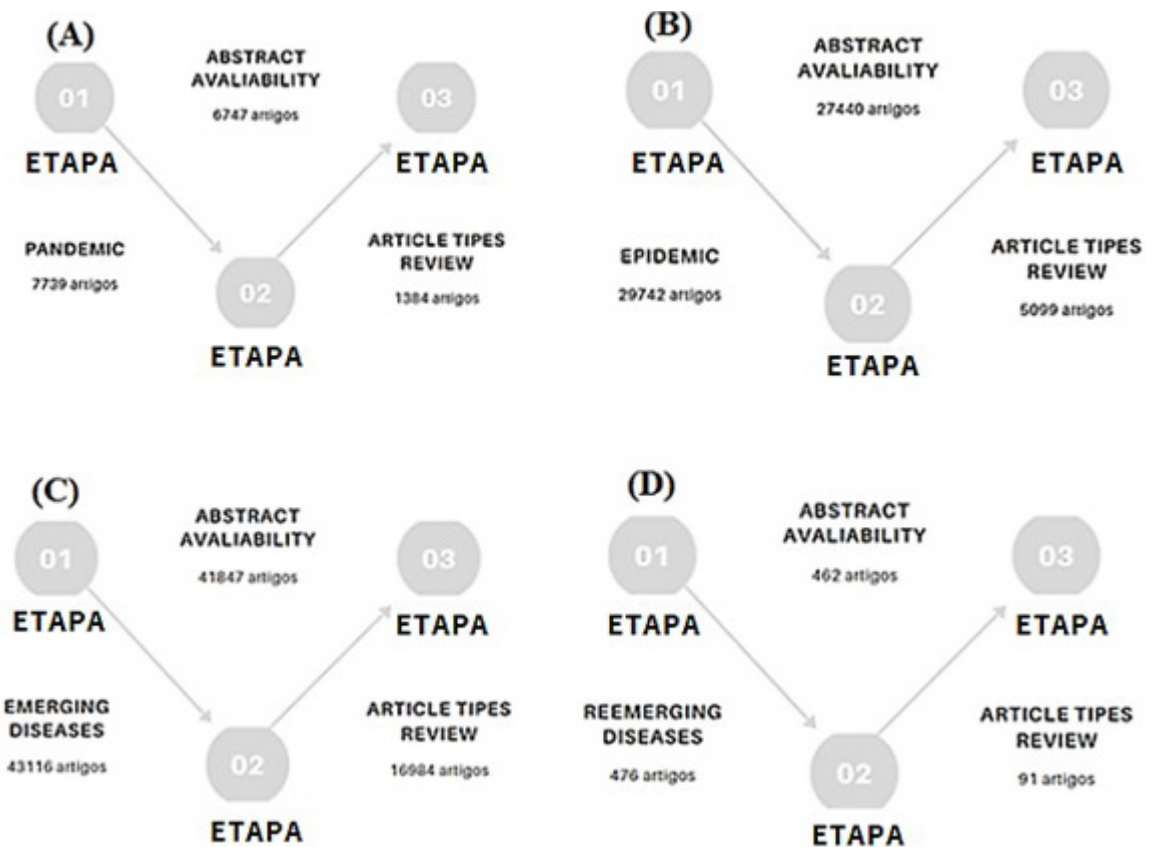 (A)
01
ETAPA
ABSTRACT
AVALIABILITY
6747 artigos
03
ETAPA
PANDEMIC
7739 artigos
02
ETAPA
ARTICLE TIPES
REVIEW
1384 artigos
(B)
01
ETAPA
ABSTRACT
AVALIABILITY
27440 artigos
03
ETAPA
EPIDEMIC
29742 artigos
02
ETAPA
ARTICLE TIPES
REVIEW
5099 artigos
(C)
01
ETAPA
ABSTRACT
AVALIABILITY
41847 artigos
03
ETAPA
EMERGING
DISEASES
43116 artigos
02
ETAPA
ARTICLE TIPES
REVIEW
16984 artigos
(D)
01
ETAPA
ABSTRACT
AVALIABILITY
462 artigos
03
ETAPA
REEMERGING
DISEASES
476 artigos
02
ETAPA
ARTICLE TIPES
REVIEW
91 artigos